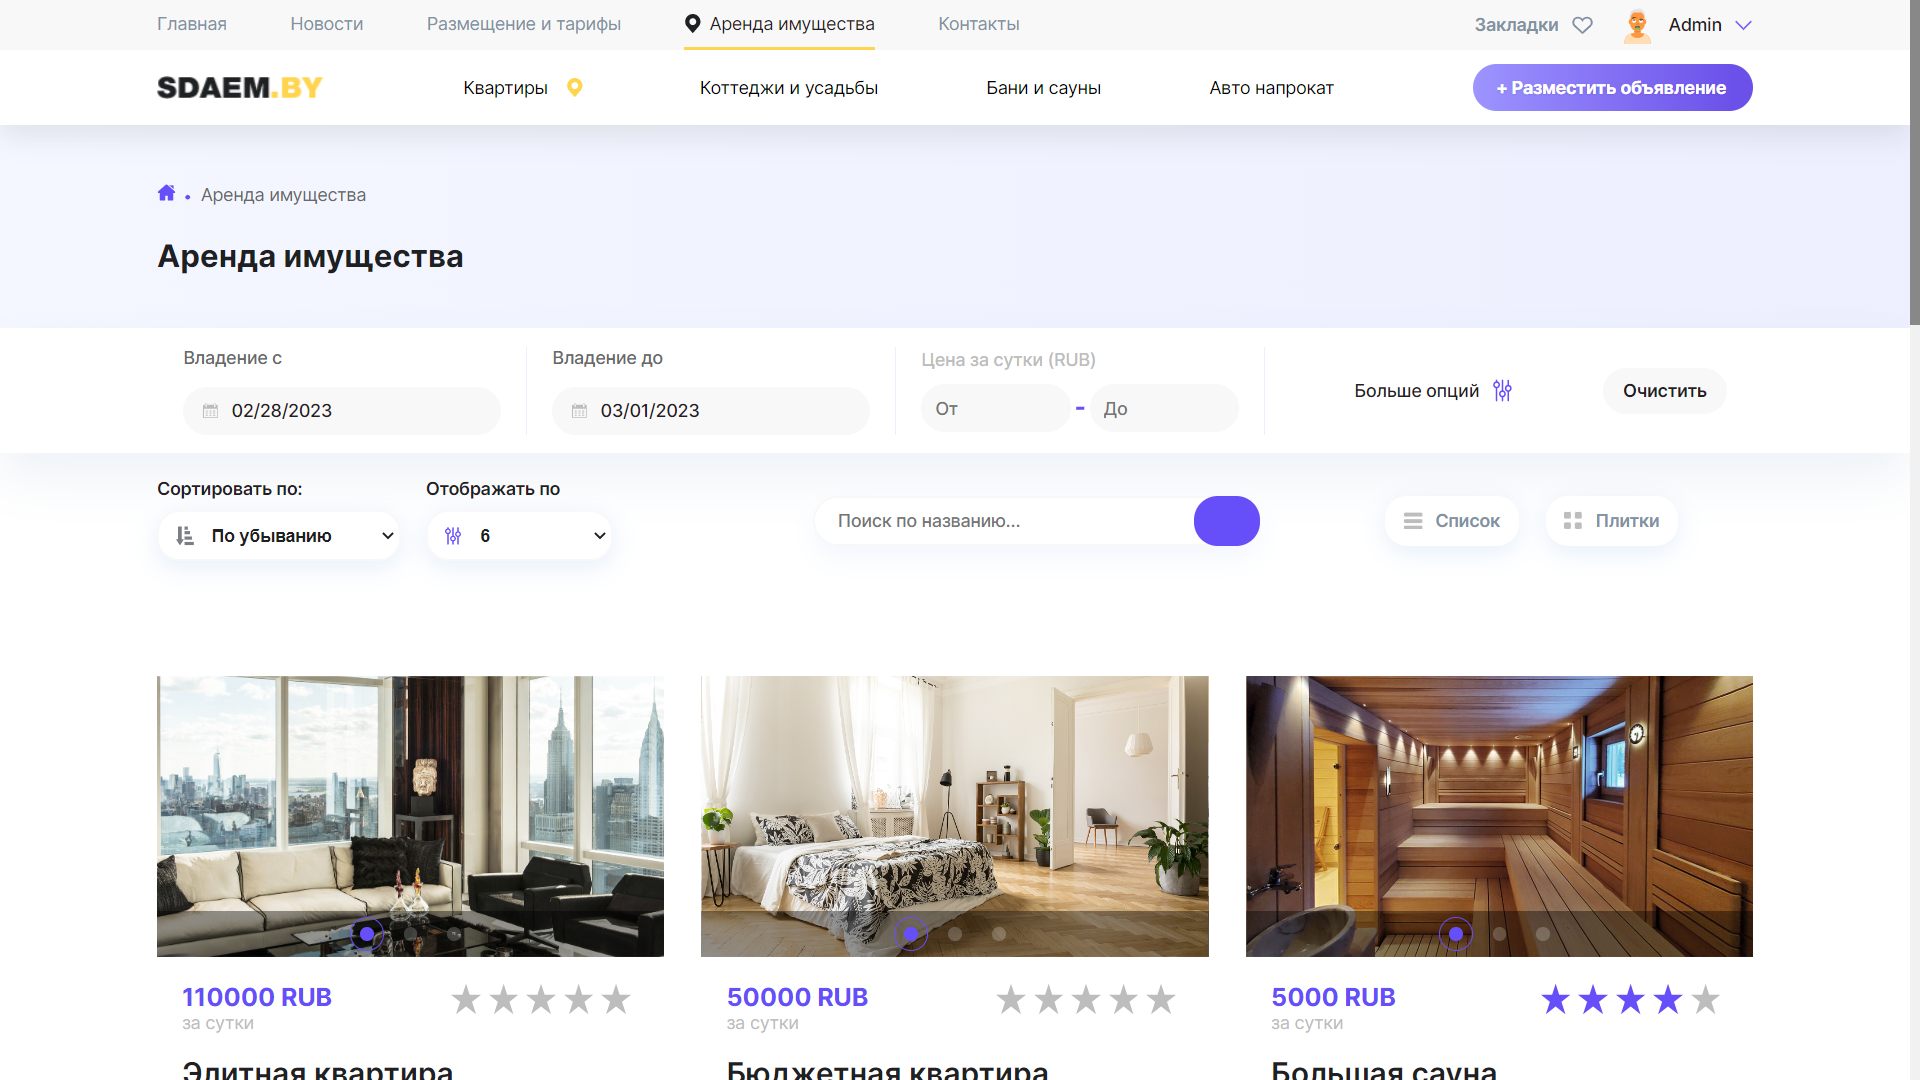 Главная
Новости
Размещение и тарифы
Аренда имущества
Контакты
Закладки
Admin
SDAEM.BY
Квартиры
Коттеджи и усадьбы
Бани и сауны
Авто напрокат
+ Разместить объявление
Аренда имущества
Аренда имущества
Владение с
02/28/2023
Владение до
03/01/2023
Цена за сутки (RUB)
От
-
До
Больше опций
Очистить
Сортировать по:
По убыванию
Отображать по
6
Поиск по названию...
Список
Плитки
110000 RUB
за сутки
Элитная квартира
50000 RUB
за сутки
Бюджетная квартира
5000 RUB
за сутки
Большая сауна